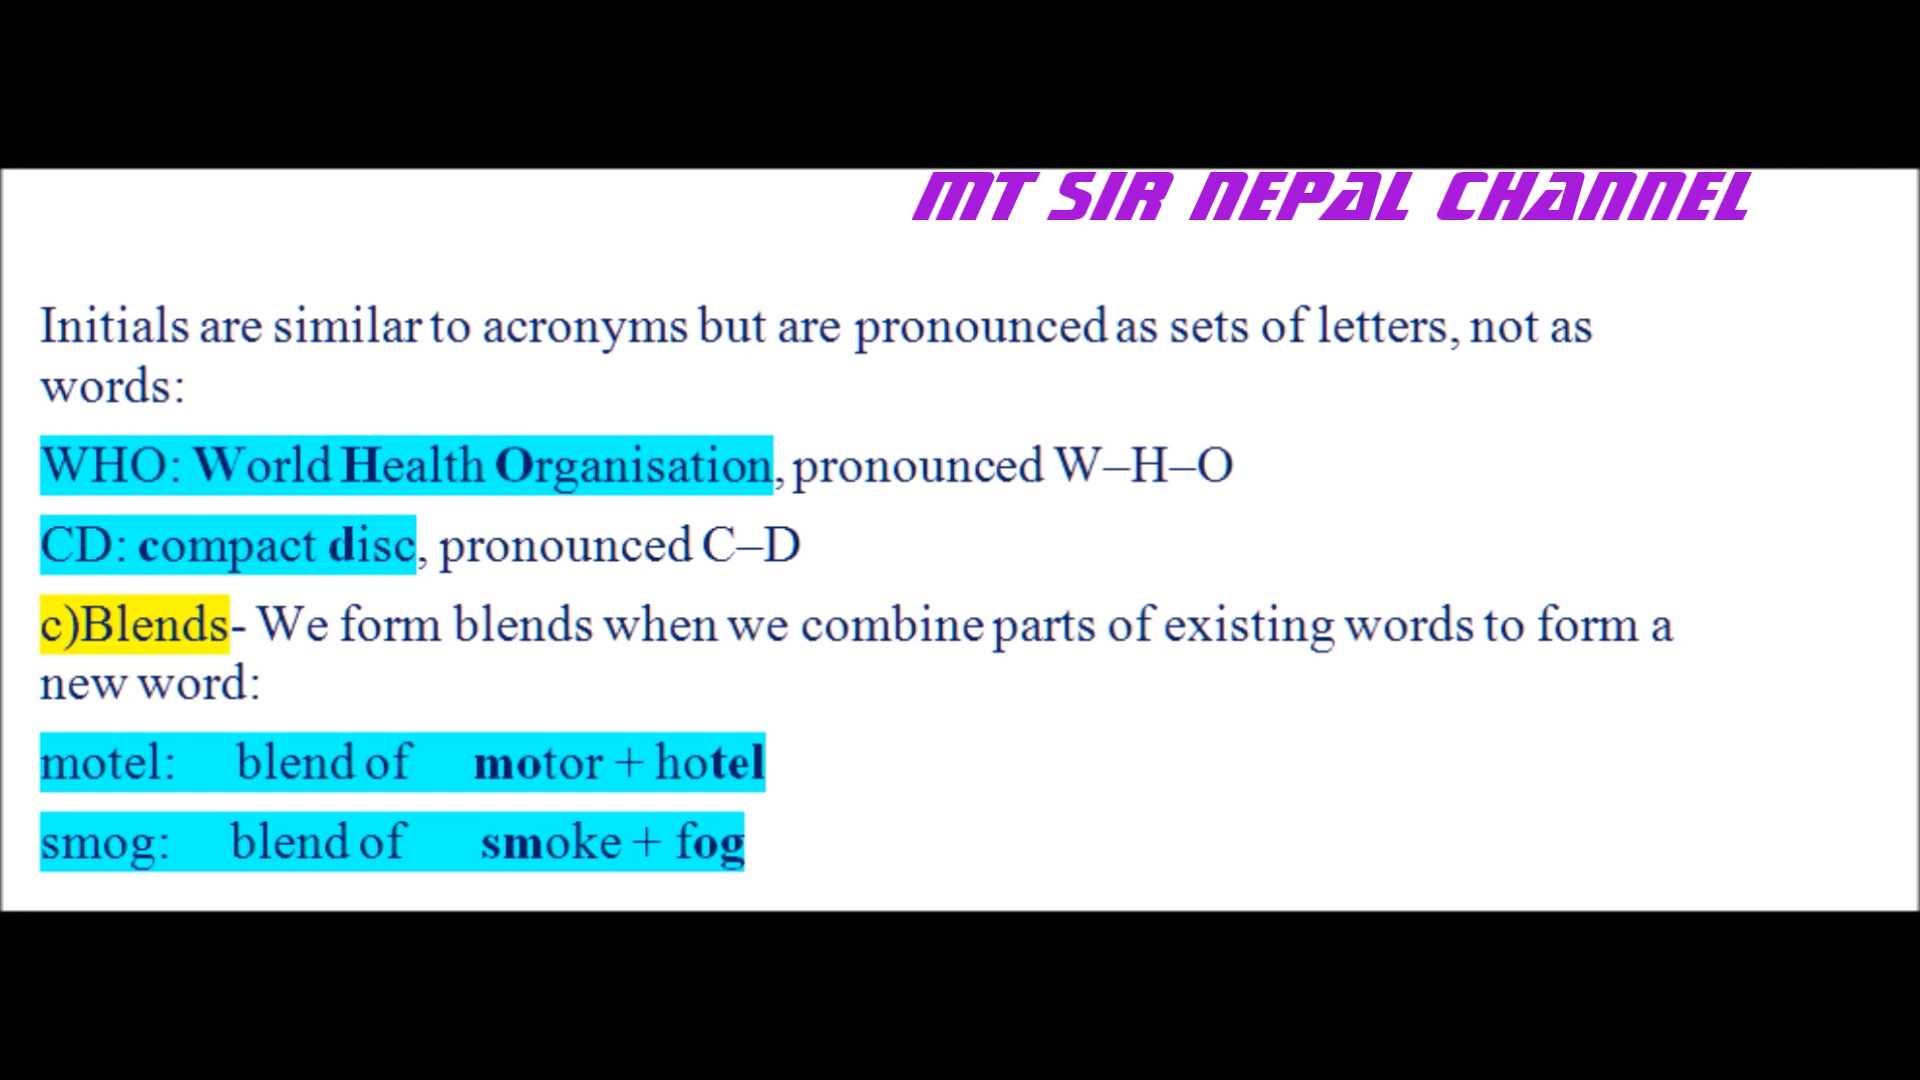 MT SIR NEPAL CHANNEL
Initials are similar to acronyms but are pronounced as sets of letters, not as
words:
WHO: World Health Organisation, pronounced W–H–O
CD: compact disc, pronounced C–D
c)Blends- We form blends when we combine parts of existing words to form a
new word:
motel: blend of motor + hotel
smog: blend of smoke + fog